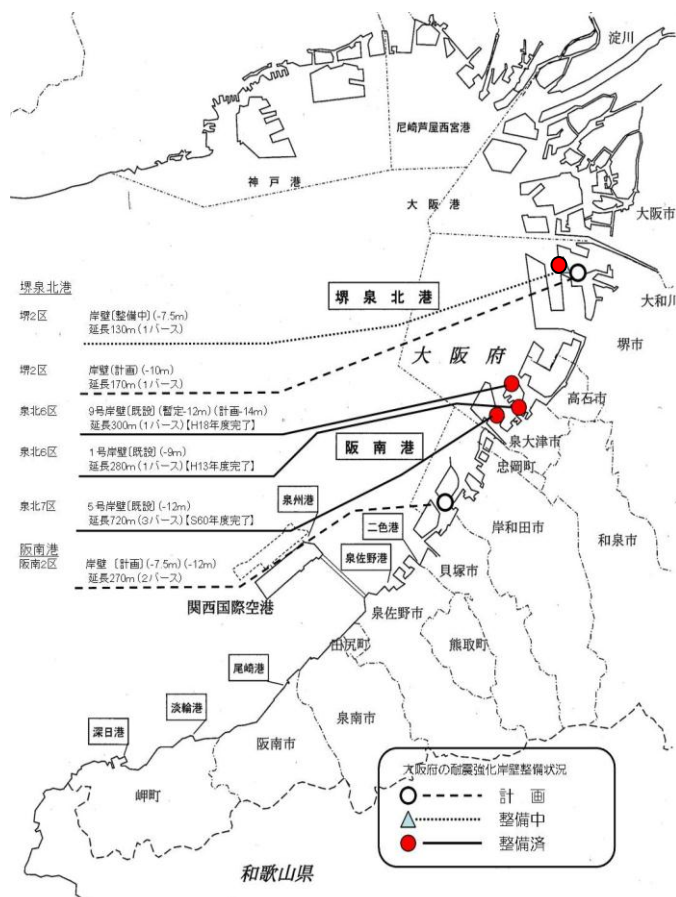 淀川
尼崎芦屋西宮港
神戸港
大阪港
大阪市
堺泉北港
堺泉北港
大和川
堺2区 岸壁〔整備中〕(-7.5m)
延長130m(1バース)
堺市
大阪府
堺2区 岸壁(計画)(-10m)
延長170m(1バース)
高石市
泉北6区 9号岸壁〔既設〕(暫定-12m)(計画-14m)
延長300m(1バース)【H18年度完了】
阪南港
泉大津市
忠岡町
泉北6区 1号岸壁〔既設〕(-9m)
延長280m(1バース)【H13年度完了】
泉北7区 5号岸壁〔既設〕(-12m)
延長720m(3バース)【S60年度完了】
泉州港
二色港
岸和田市
和泉市
阪南港
阪南2区 岸壁〔計画〕(-7.5m)(-12m)
延長270m(2バース)
泉佐野港
貝塚市
関西国際空港
泉佐野市
田尻町
熊取町
尾崎港
淡輪港
泉南市
深日港
阪南市
岬町
大阪府の耐震強化岸壁整備状況
計画
整備中
整備済
和歌山県